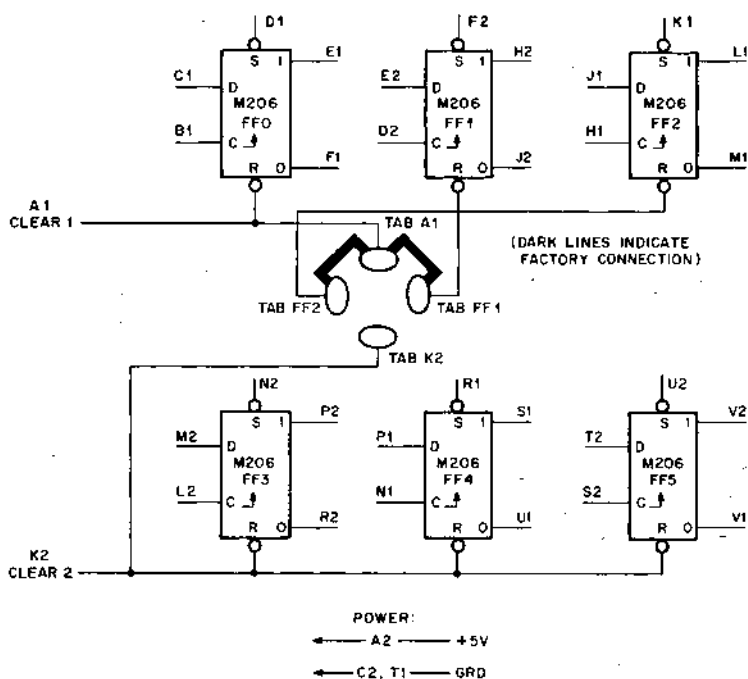 D1
F2
K1
S 1
E1
S 1
H2
S 1
L1
C1
D
E2
D
J1
D
M206
FF0
M206
FF1
M206
FF2
B1
C
D2
C
H1
C
R 0
F1
R 0
J2
R 0
M1
A1
CLEAR 1
TAB A1
(DARK LINES INDICATE
FACTORY CONNECTION)
TAB FF2
TAB FF1
TAB K2
N2
R1
U2
S 1
P2
S 1
S1
S 1
V2
M2
D
P1
D
T2
D
M206
FF3
M206
FF4
M206
FF5
L2
C
N1
C
S2
C
R 0
R2
R 0
U1
R 0
V1
K2
CLEAR 2
POWER:
A2 +5V
C2, T1 GRD